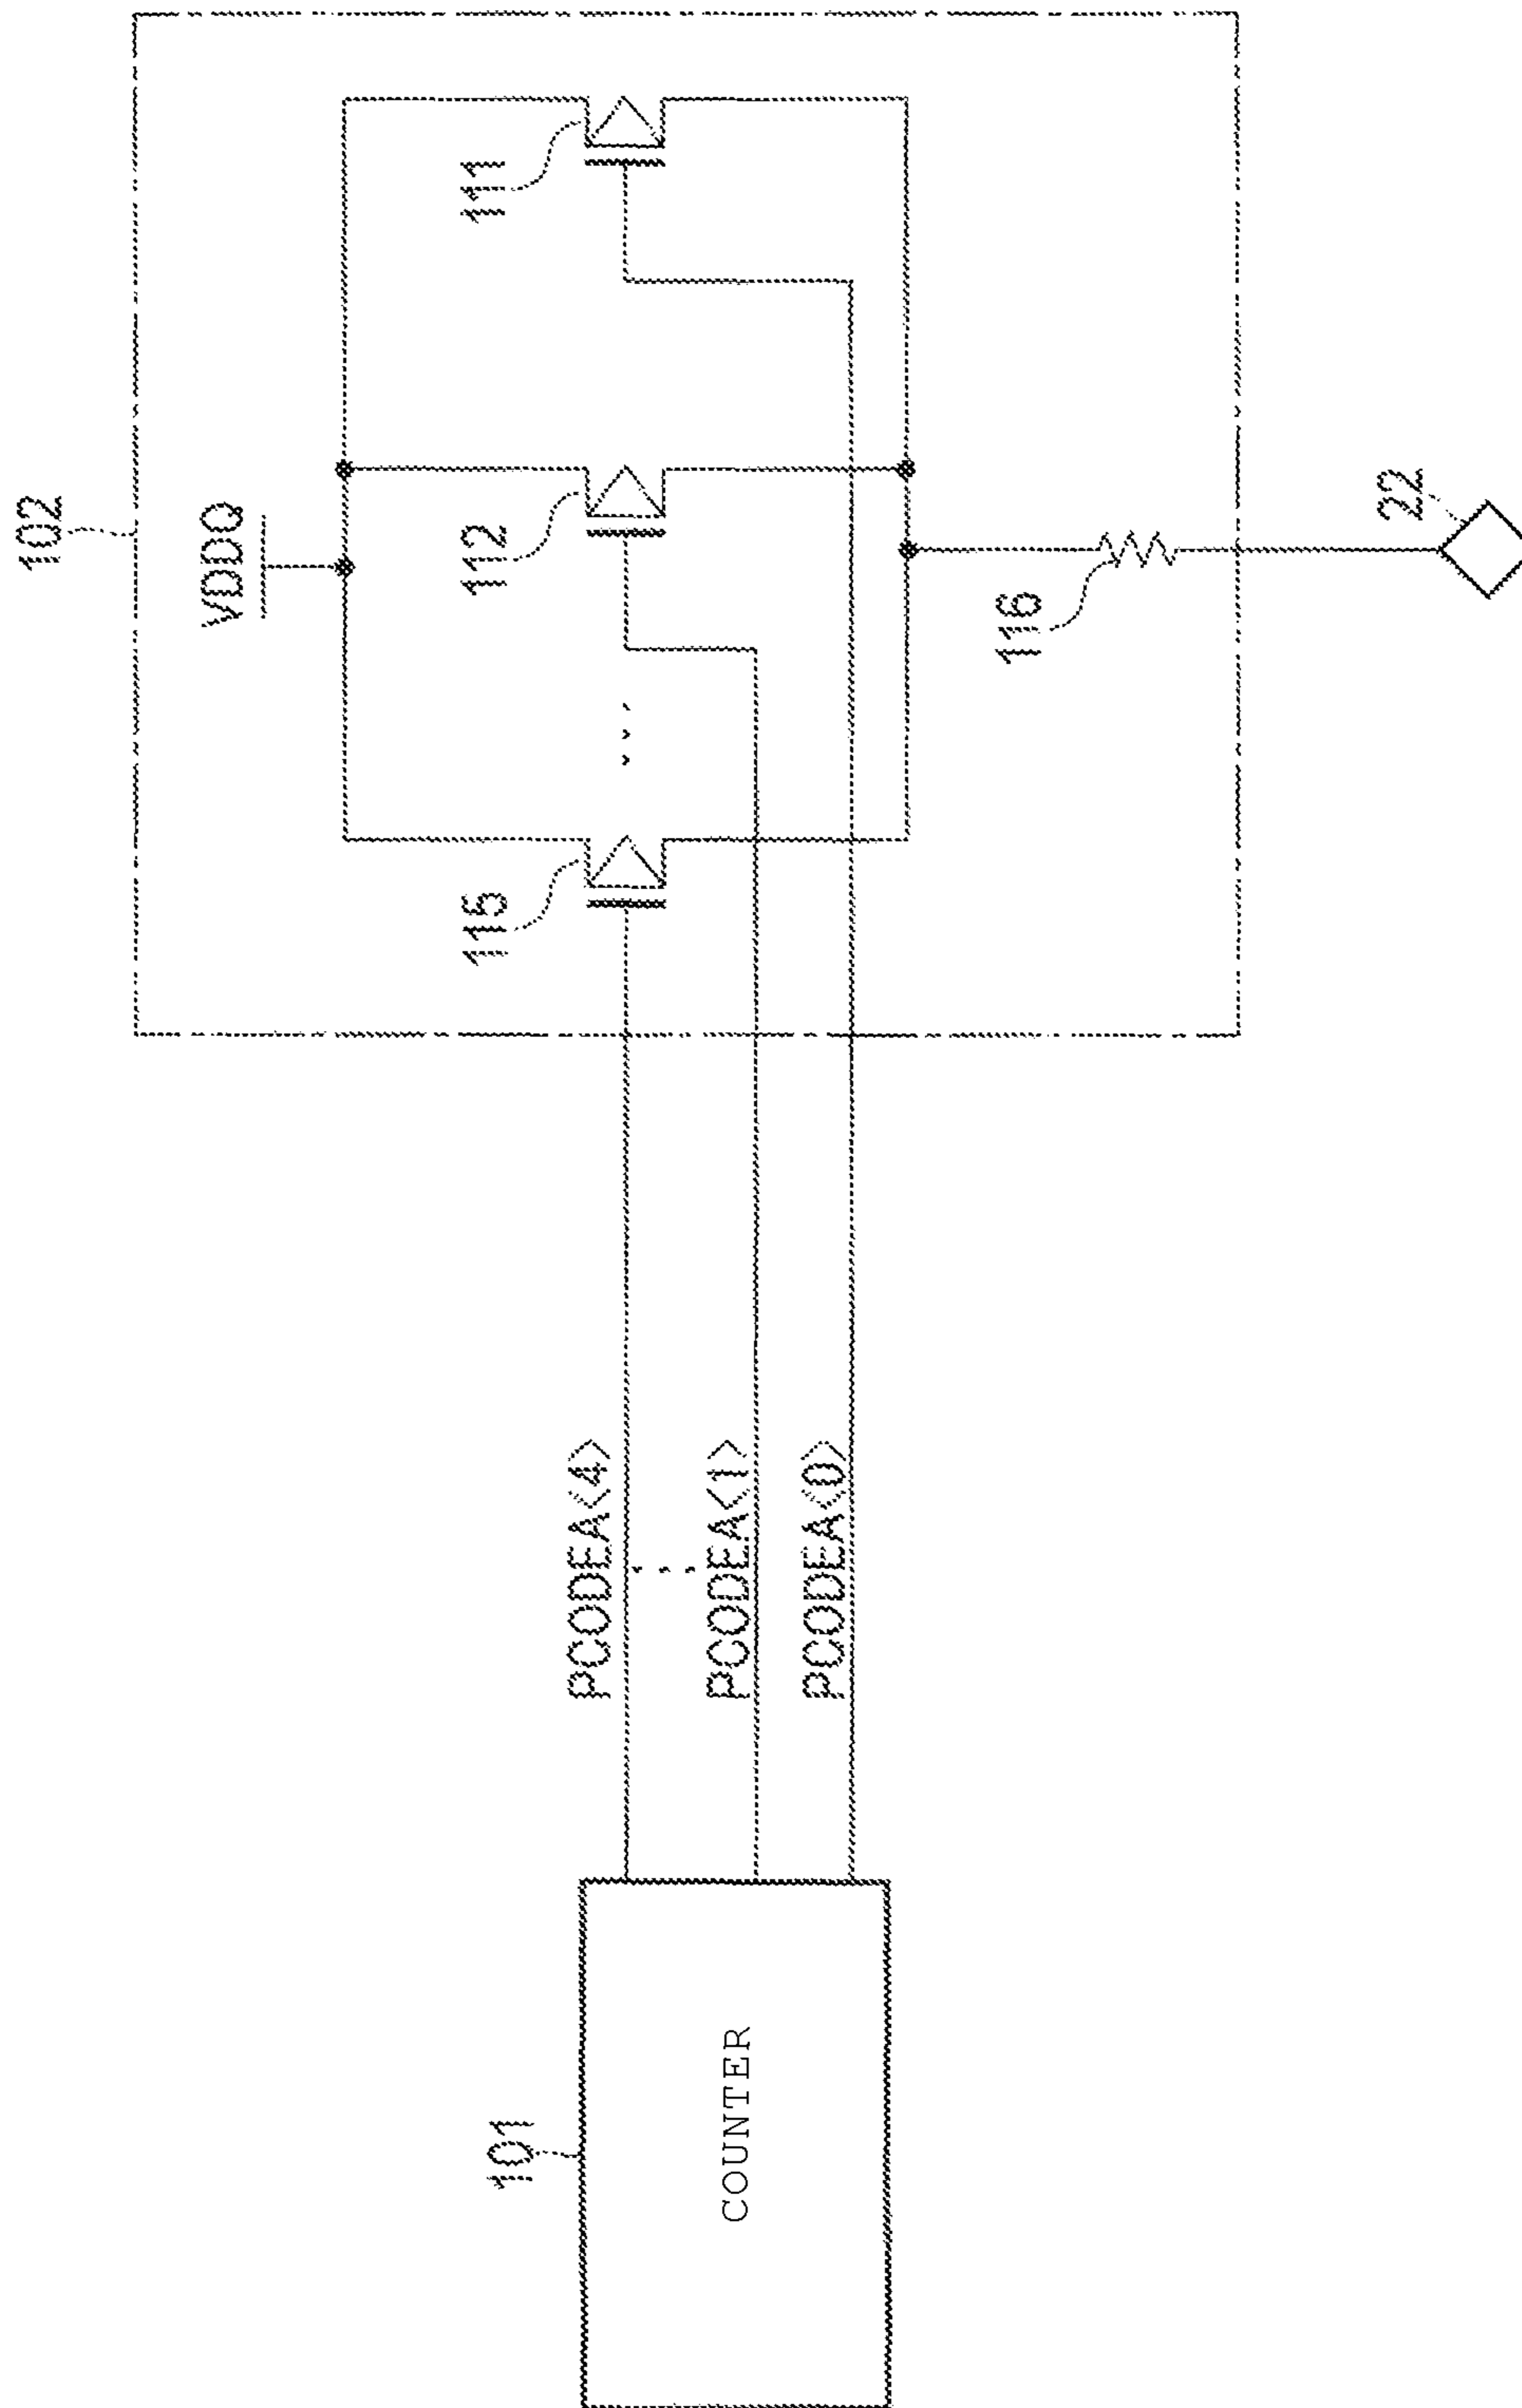 102
VDDQ
115
112
111
101
COUNTER
PCODEA<4>
PCODEA<1>
PCODEA<0>
116
22